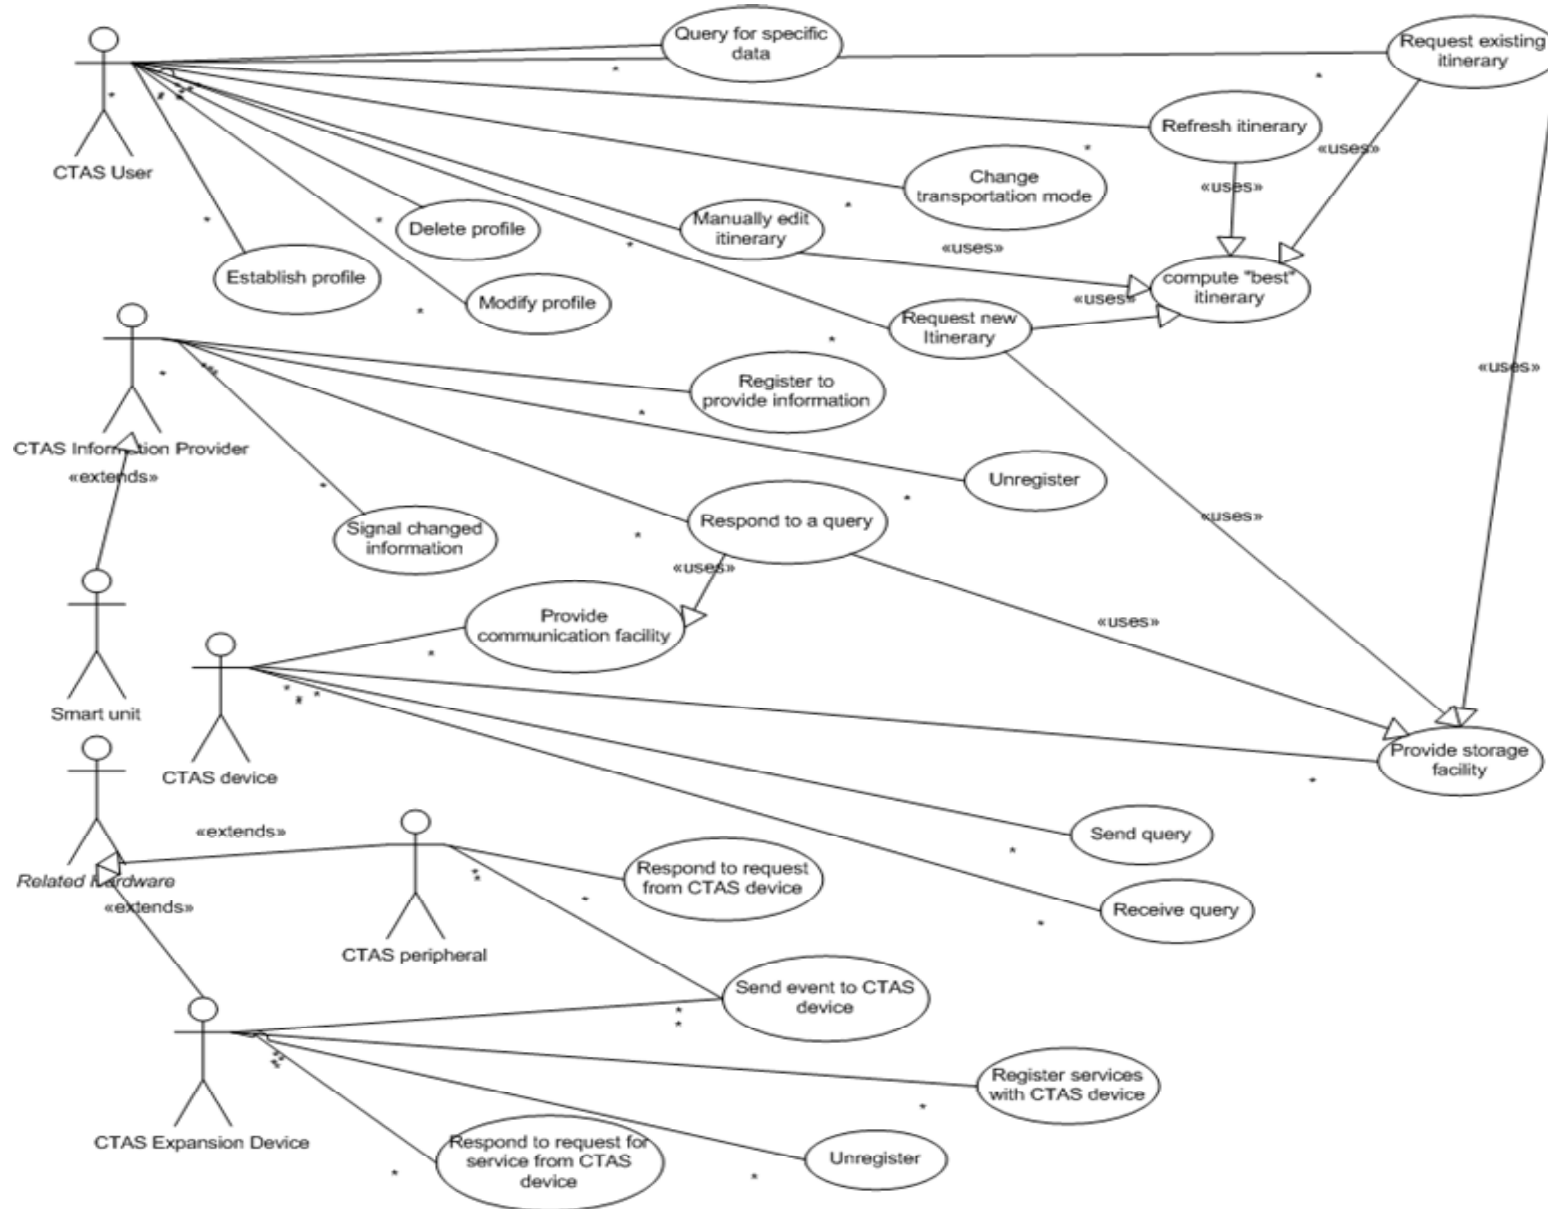 Query for specific
data
Request existing
itinerary
*
*
Refresh itinerary
«uses»
*
CTAS User
Change
transportation mode
«uses»
*
*
Delete profile
*
Manually edit
itinerary
*
«uses»
Establish profile
Modify profile
*
compute "best"
itinerary
«uses»
Request new
Itinerary
*
*
Register to
provide information
«uses»
*
CTAS Information Provider
«extends»
Unregister
*
*
Signal changed
information
Respond to a query
*
«uses»
«uses»
Provide
communication facility
«uses»
*
Smart unit
* * *
CTAS device
Provide storage
facility
*
«extends»
Send query
*
Respond to request
from CTAS device
**
*
Related Hardware
«extends»
Receive query
*
CTAS peripheral
Send event to CTAS
device
*
*
Register services
with CTAS device
*
CTAS Expansion Device
Respond to request for
service from CTAS
device
*
Unregister
*